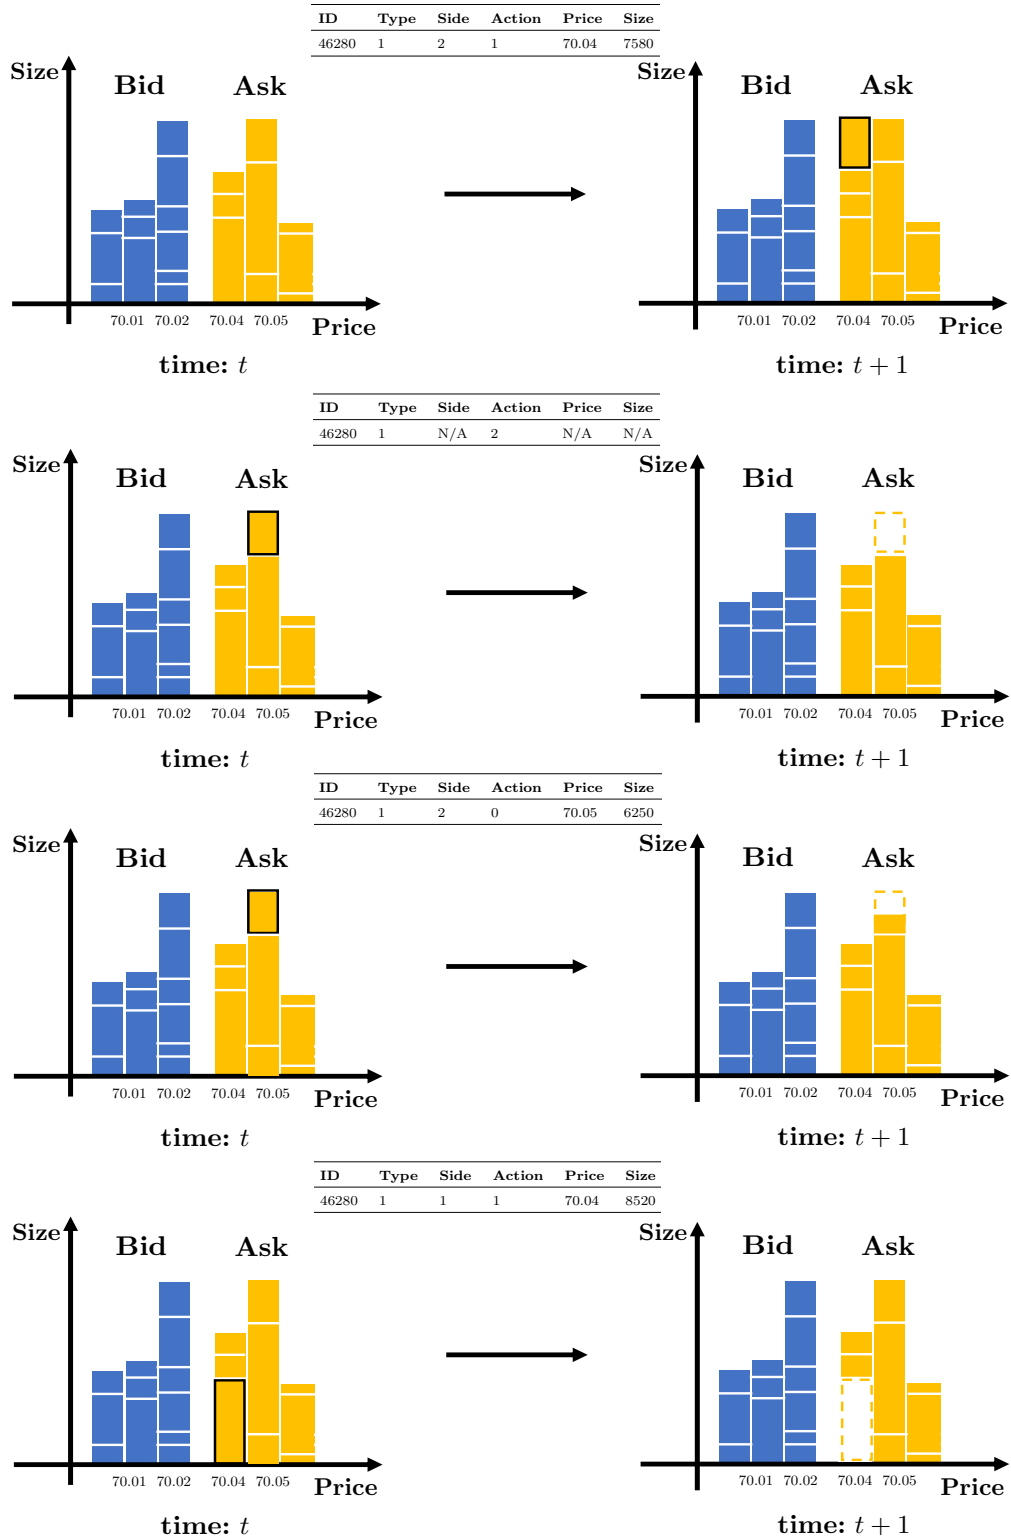 ID Type Side Action Price Size
46280 1 2 1 70.04 7580
Size Bid Ask Size Bid Ask
70.01 70.02 70.04 70.05 Price 70.01 70.02 70.04 70.05 Price
time: t time: t + 1
ID Type Side Action Price Size
46280 1 N/A 2 N/A N/A
Size Bid Ask Size Bid Ask
70.01 70.02 70.04 70.05 Price 70.01 70.02 70.04 70.05 Price
time: t time: t + 1
ID Type Side Action Price Size
46280 1 2 0 70.05 6250
Size Bid Ask Size Bid Ask
70.01 70.02 70.04 70.05 Price 70.01 70.02 70.04 70.05 Price
time: t time: t + 1
ID Type Side Action Price Size
46280 1 1 1 70.04 8520
Size Bid Ask Size Bid Ask
70.01 70.02 70.04 70.05 Price 70.01 70.02 70.04 70.05 Price
time: t time: t + 1